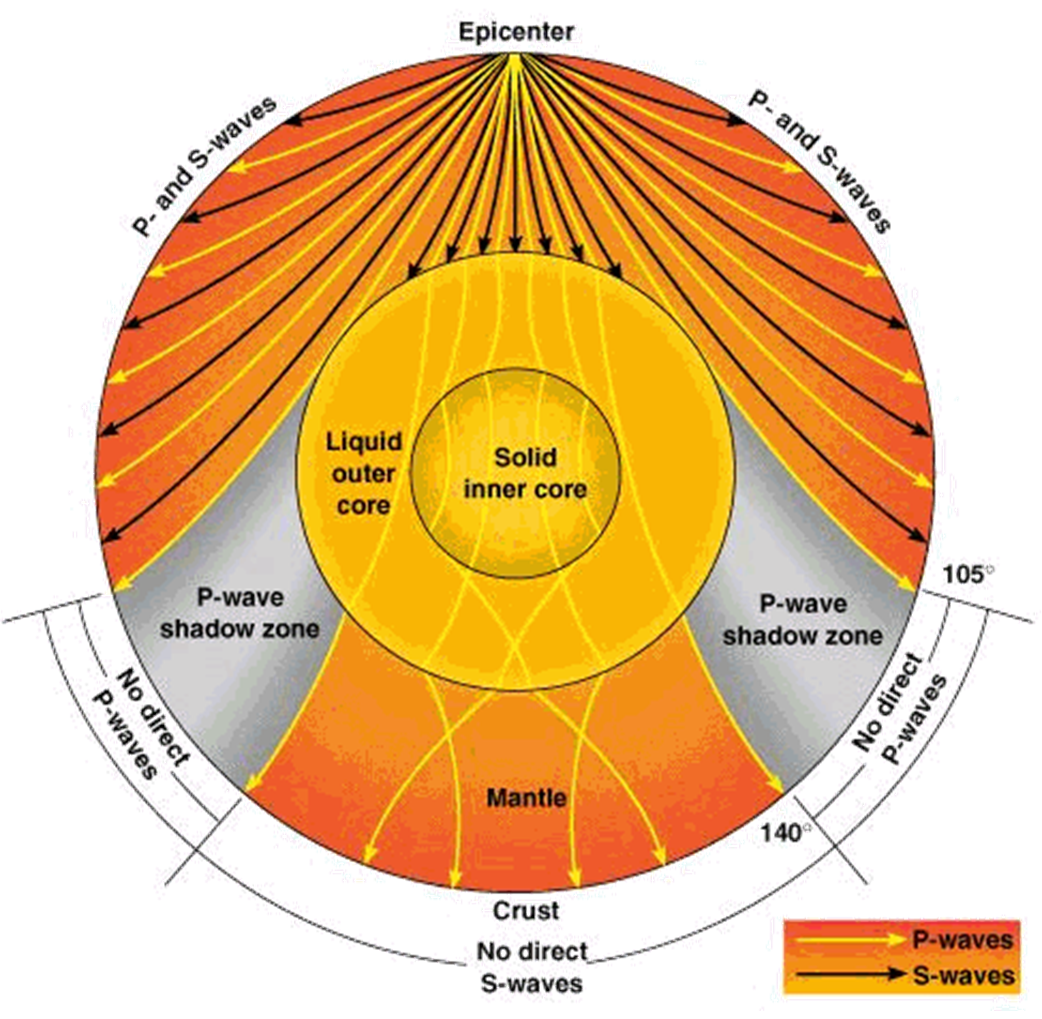 Epicenter
P- and S-waves
P- and S-waves
Liquid
outer
core
Solid
inner core
105°
P-wave
shadow zone
P-wave
shadow zone
No direct
P-waves
No direct
P-waves
Mantle
140°
Crust
No direct
S-waves
P-waves
S-waves